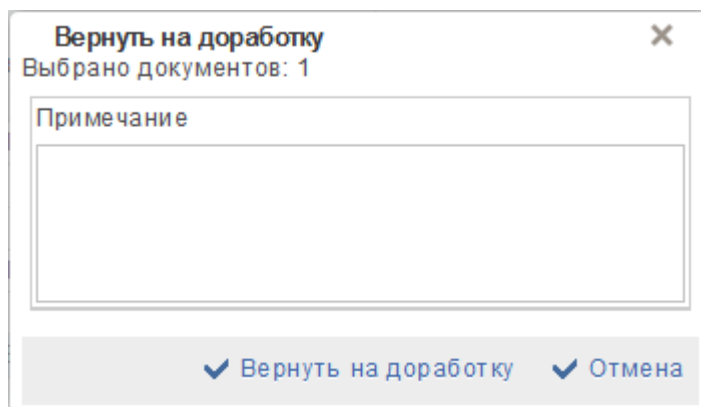 Вернуть на доработку
Выбрано документов: 1
Примечание
Вернуть на доработку Отмена